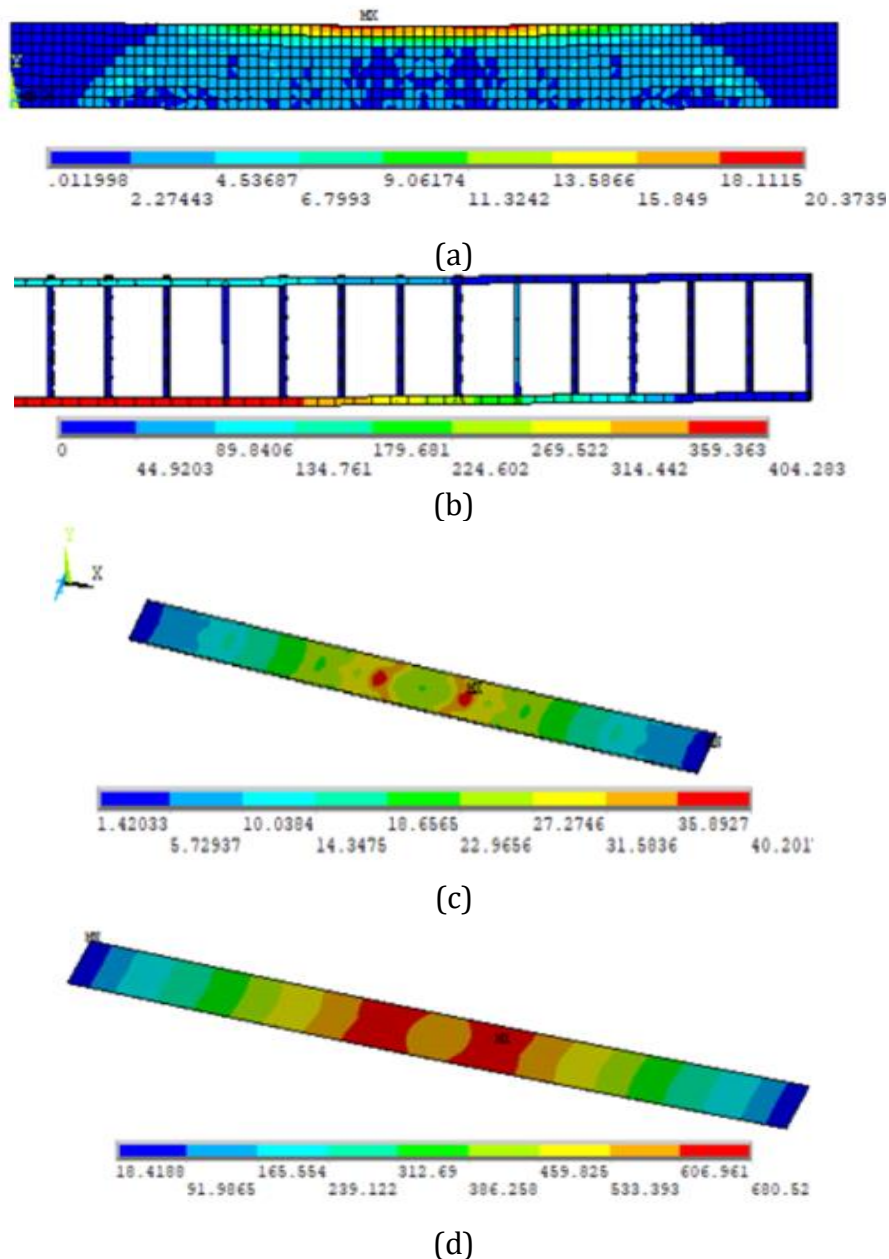 MX
Y
.011998 4.53687 9.06174 13.5866 18.1115
2.27443 6.7993 11.3242 15.849 20.3739
(a)
0 89.8406 179.681 269.522 359.363
44.9203 134.761 224.602 314.442 404.283
(b)
Y
X
MX
1.42033 10.0384 18.6565 27.2746 35.8927
5.72937 14.3475 22.9656 31.5836 40.201
(c)
18.4188 165.554 312.69 459.825 606.961
91.9865 239.122 386.258 533.393 680.52
(d)